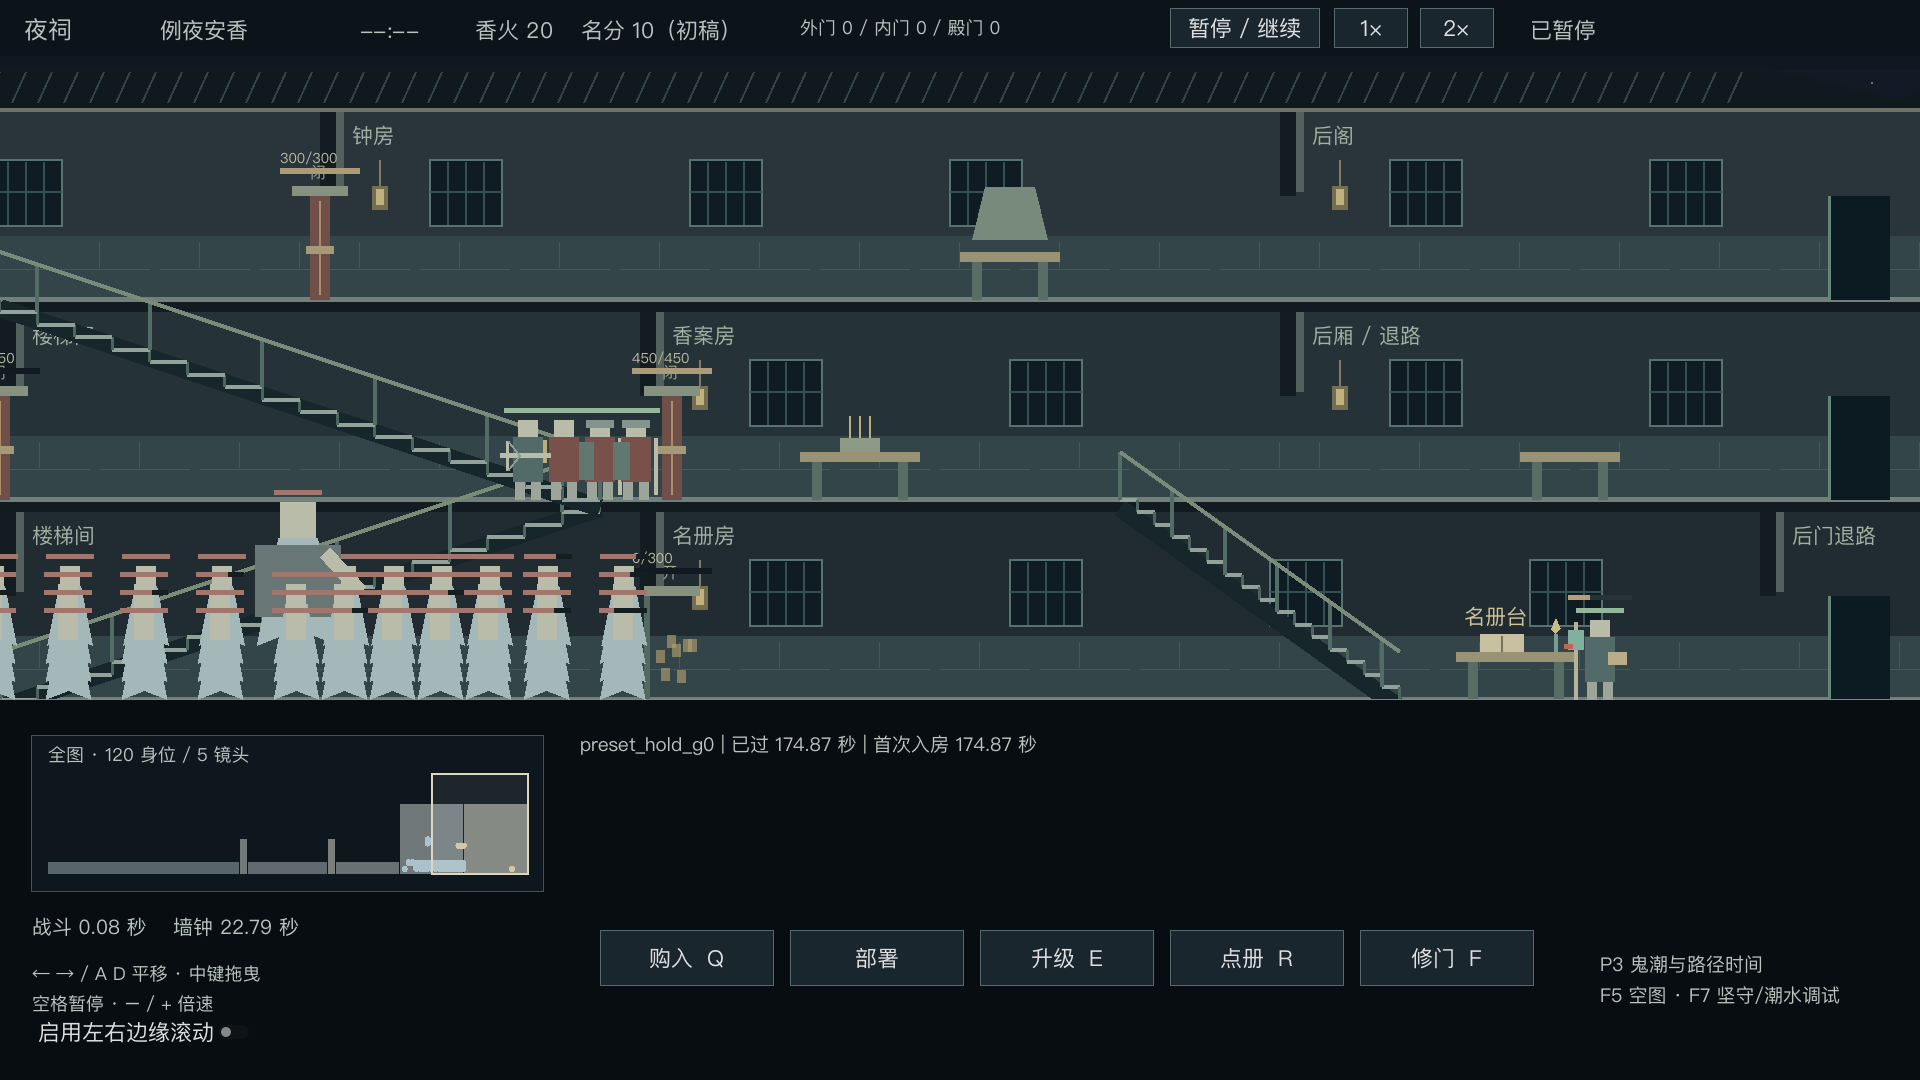 夜祠 例夜安香 --:-- 香火 20 名分 10（初稿） 外门 0 / 内门 0 / 殿门 0 暂停 / 继续 1× 2× 已暂停
钟房 后阁
300/300
闭
香案房 后厢 / 退路
450/450
闭
楼梯间 名册房 后门退路
开
名册台
全图 · 120 身位 / 5 镜头
preset_hold_g0 | 已过 174.87 秒 | 首次入房 174.87 秒
战斗 0.08 秒 墙钟 22.79 秒
←→ / A D 平移 · 中键拖曳
空格暂停 · − / + 倍速
启用左右边缘滚动
购入 Q 部署 升级 E 点册 R 修门 F
P3 鬼潮与路径时间
F5 空图 · F7 坚守/潮水调试